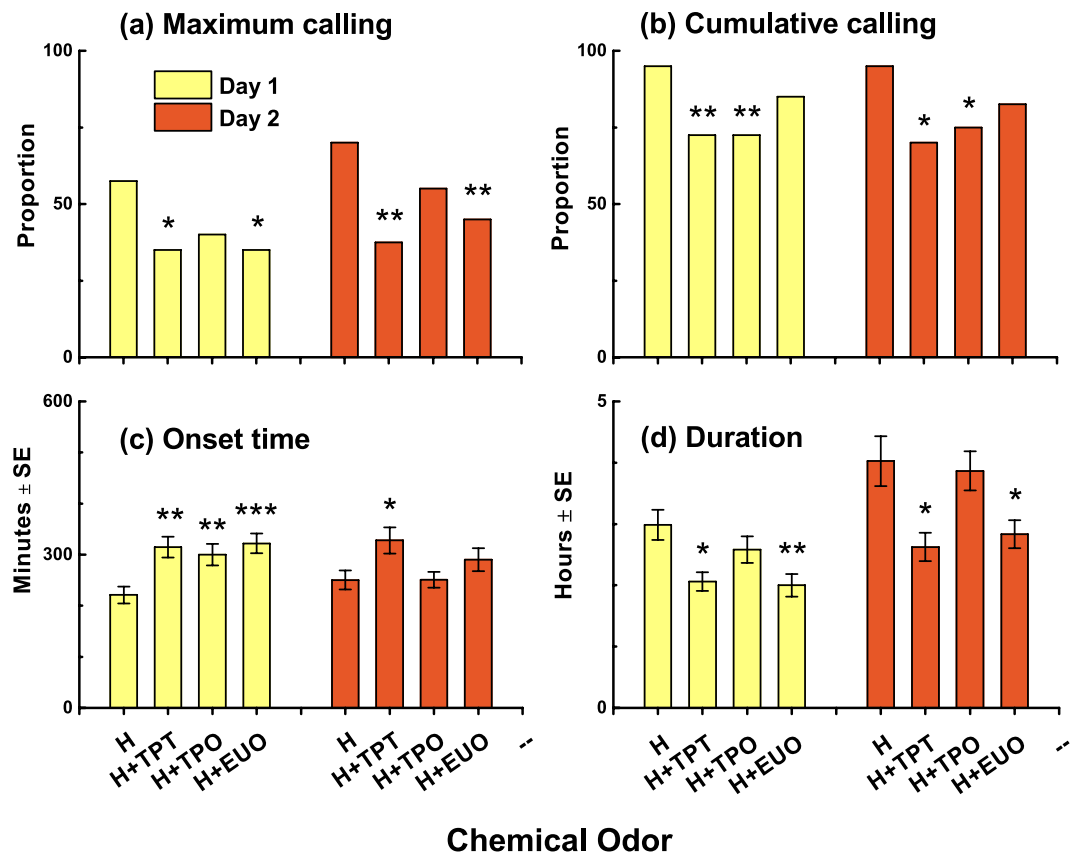 (a) Maximum calling
(b) Cumulative calling
100
50
0
Proportion
Day 1
Day 2
* * ** **
100
50
0
Proportion
** ** * *
(c) Onset time
(d) Duration
600
300
0
Minutes ± SE
** ** *** *
5
0
Hours ± SE
* ** * *
H H+TPT H+TPO H+EUO H H+TPT H+TPO H+EUO --
H H+TPT H+TPO H+EUO H H+TPT H+TPO H+EUO --
Chemical Odor